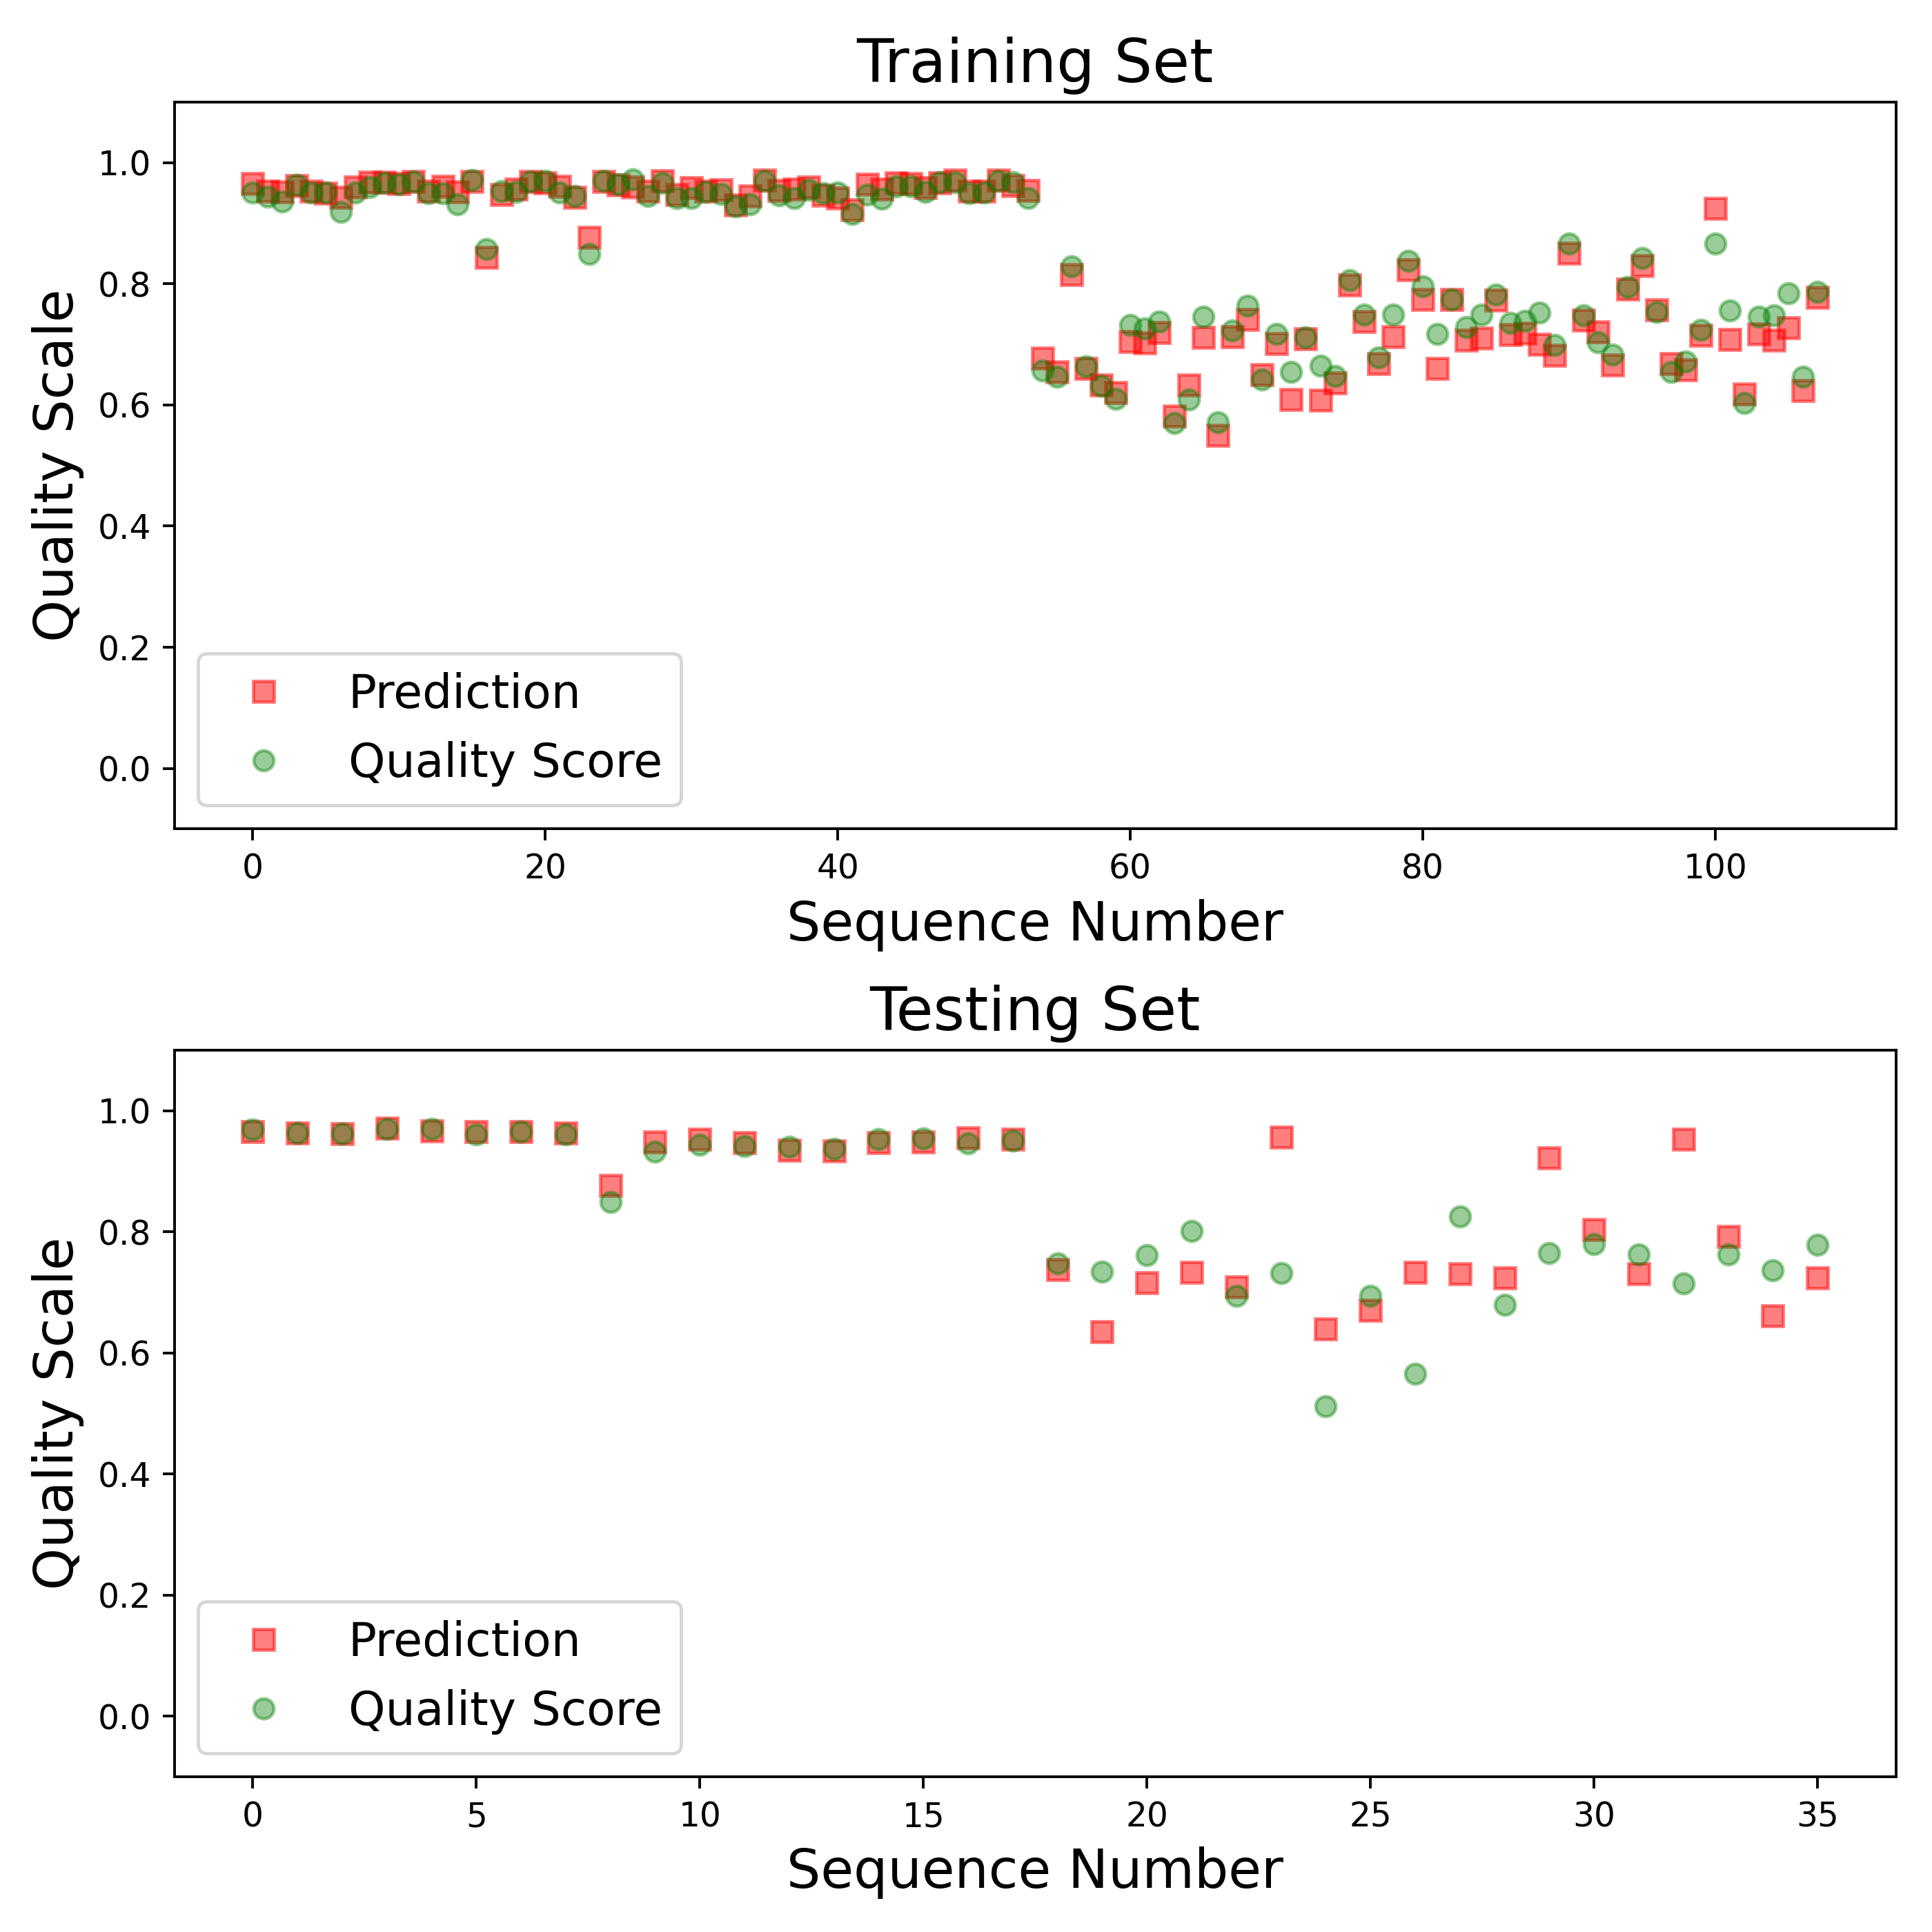 Training Set
1.0
0.8
0.6
0.4
0.2
0.0
Quality Scale
Prediction
Quality Score
0 20 40 60 80 100
Sequence Number
Testing Set
1.0
0.8
0.6
0.4
0.2
0.0
Quality Scale
Prediction
Quality Score
0 5 10 15 20 25 30 35
Sequence Number